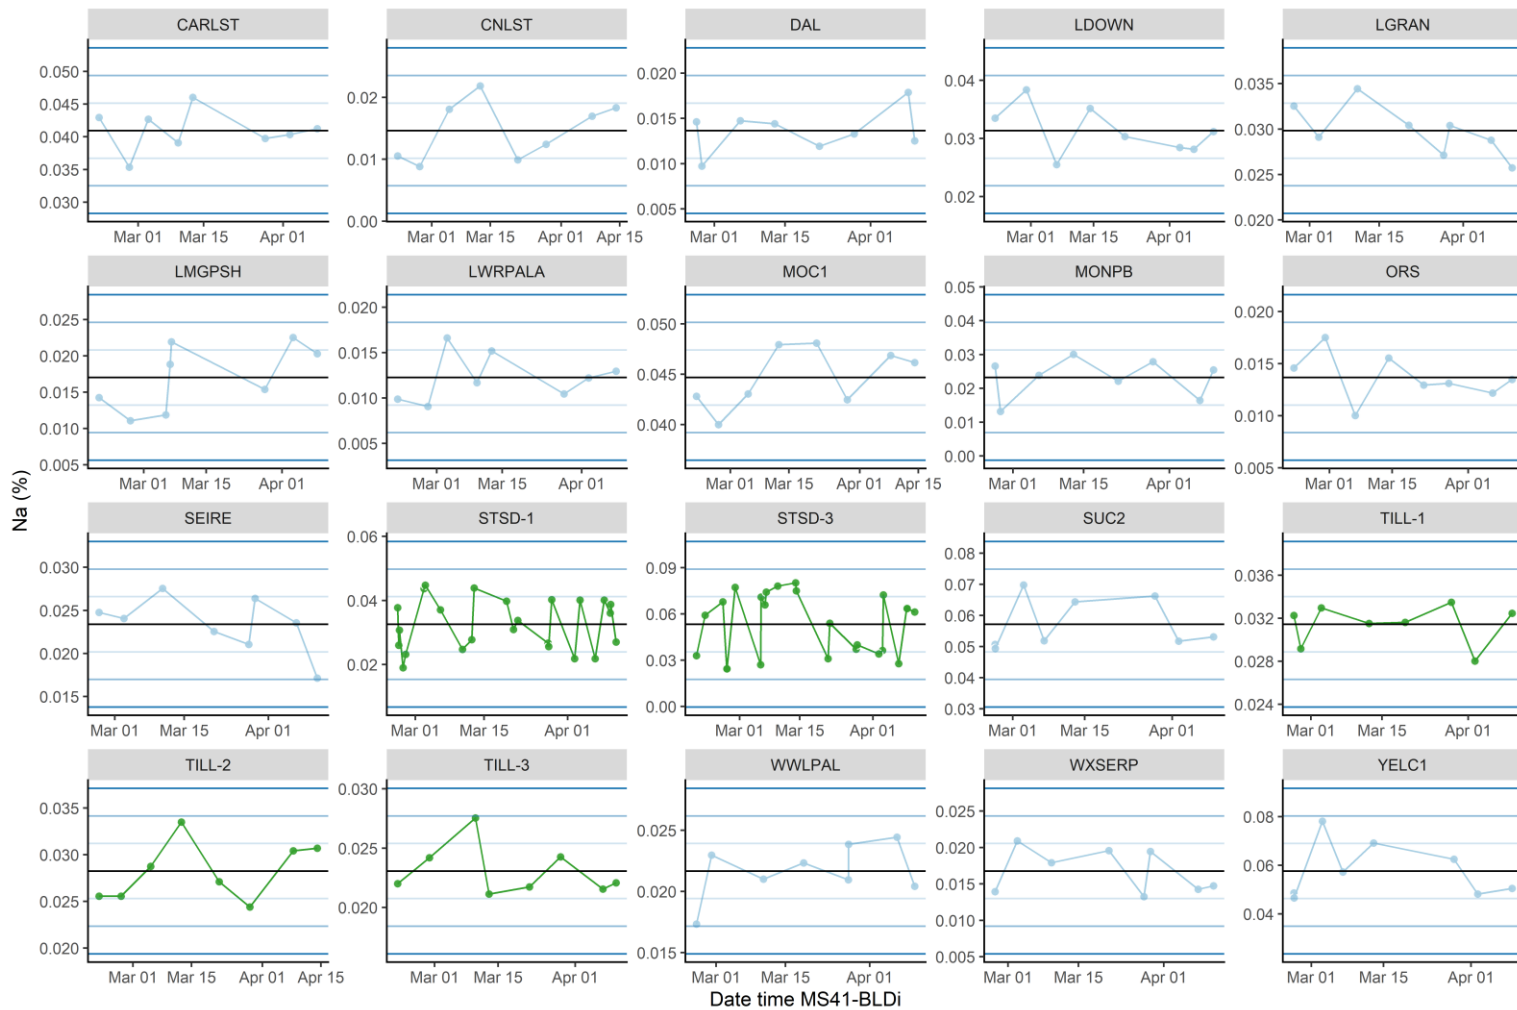 CARLST CNLST DAL LDOWN LGRAN
0.050 0.045 0.040 0.035 0.030
0.02 0.01 0.00
0.020 0.015 0.010 0.005
0.04 0.03 0.02
0.035 0.030 0.025 0.020
Mar 01 Mar 15 Apr 01 Mar 01 Mar 15 Apr 01 Apr 15 Mar 01 Mar 15 Apr 01 Mar 01 Mar 15 Apr 01 Mar 01 Mar 15 Apr 01
LMGPSH LWRPALA MOC1 MONPB ORS
0.025 0.020 0.015 0.010 0.005
0.020 0.015 0.010 0.005
0.050 0.045 0.040
0.05 0.04 0.03 0.02 0.01 0.00
0.020 0.015 0.010 0.005
Mar 01 Mar 15 Apr 01 Mar 01 Mar 15 Apr 01 Mar 01 Mar 15 Apr 01 Apr 15 Mar 01 Mar 15 Apr 01 Mar 01 Mar 15 Apr 01
Na (%)
SEIRE STSD-1 STSD-3 SUC2 TILL-1
0.030 0.025 0.020 0.015
0.06 0.04 0.02
0.09 0.06 0.03 0.00
0.08 0.07 0.06 0.05 0.04 0.03
0.036 0.032 0.028 0.024
Mar 01 Mar 15 Apr 01 Mar 01 Mar 15 Apr 01 Mar 01 Mar 15 Apr 01 Mar 01 Mar 15 Apr 01 Mar 01 Mar 15 Apr 01
TILL-2 TILL-3 WWLPAL WXSERP YELC1
0.035 0.030 0.025 0.020
0.030 0.025 0.020
0.025 0.020 0.015
0.025 0.020 0.015 0.010 0.005
0.08 0.06 0.04
Mar 01 Mar 15 Apr 01 Apr 15 Mar 01 Mar 15 Apr 01 Mar 01 Mar 15 Apr 01 Mar 01 Mar 15 Apr 01 Mar 01 Mar 15 Apr 01
Date time MS41-BLDi